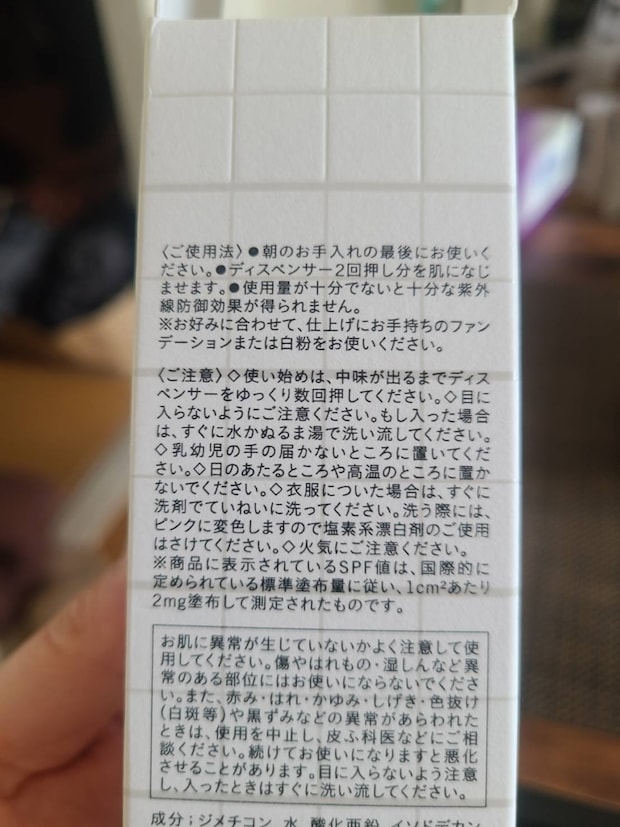 〈ご使用法〉●朝のお手入れの最後にお使いく
ださい。●ディスペンサー2回押し分を肌になじ
ませます。●使用量が十分でないと十分な紫外
線防御効果が得られません。
※お好みに合わせて、仕上げにお手持ちのファン
デーションまたは白粉をお使いください。
〈ご注意〉◇使い始めは、中味が出るまでディス
ペンサーをゆっくり数回押してください。◇目に
入らないようにご注意ください。もし入った場合
は、すぐに水かぬるま湯で洗い流してください。
◇乳幼児の手の届かないところに置いてくだ
さい。◇日のあたるところや高温のところに置か
ないでください。◇衣服についた場合は、すぐに
洗剤でていねいに洗ってください。洗う際には、
ピンクに変色しますので塩素系漂白剤のご使用
はさけてください。◇火気にご注意ください。
※商品に表示されているSPF値は、国際的に
定められている標準塗布量に従い、1cm²あたり
2mg塗布して測定されたものです。
お肌に異常が生じていないかよく注意して使
用してください。傷やはれもの・湿しんなど異
常のある部位にはお使いにならないでくださ
い。また、赤み・はれ・かゆみ・しげき・色抜け
(白斑等)や黒ずみなどの異常があらわれた
ときは、使用を中止し、皮ふ科医などにご相
談ください。続けてお使いになりますと悪化
させることがあります。目に入らないよう注意
し、入ったときはすぐに洗い流してください。
成分；ジメチコン、水、酸化亜鉛、イソドデカン、